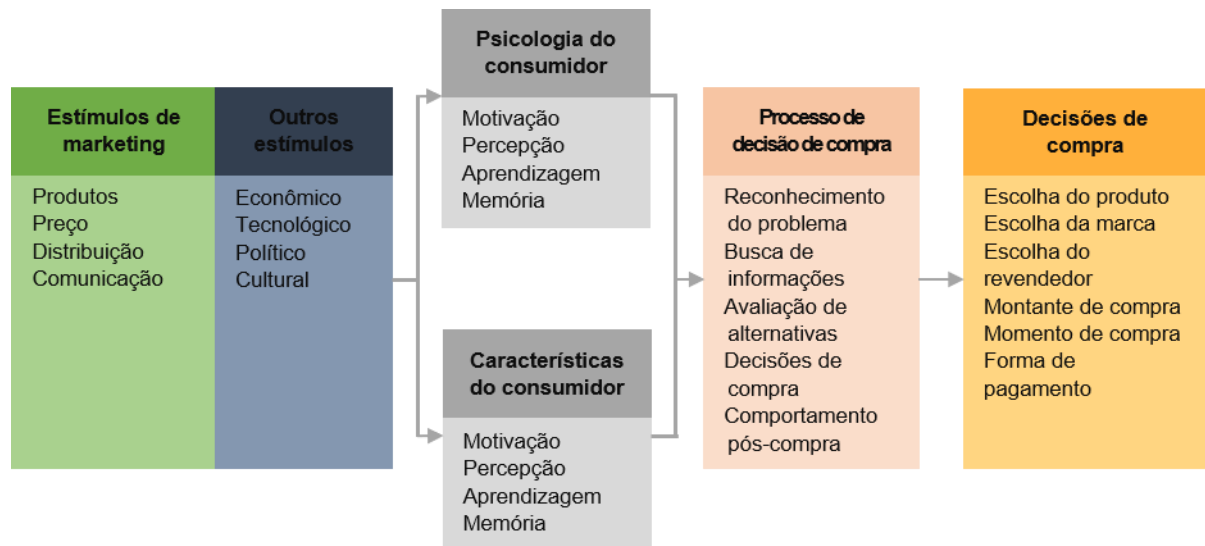 Estímulos de
marketing
Produtos
Preço
Distribuição
Comunicação
Outros
estímulos
Econômico
Tecnológico
Político
Cultural
Psicologia do
consumidor
Motivação
Percepção
Aprendizagem
Memória
Características
do consumidor
Motivação
Percepção
Aprendizagem
Memória
Processo de
decisão de compra
Reconhecimento
do problema
Busca de
informações
Avaliação de
alternativas
Decisões de
compra
Comportamento
pós-compra
Decisões de
compra
Escolha do produto
Escolha da marca
Escolha do
revendedor
Montante de compra
Momento de compra
Forma de
pagamento